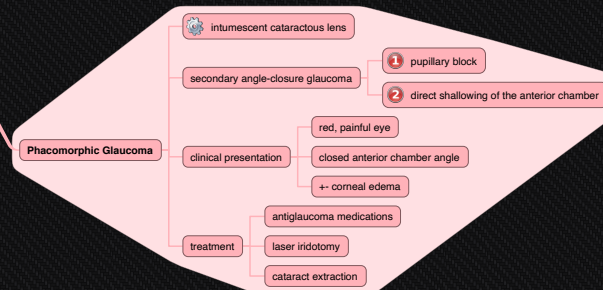 Phacomorphic Glaucoma
intumescent cataractous lens
secondary angle-closure glaucoma
1 pupillary block
2 direct shallowing of the anterior chamber
clinical presentation
red, painful eye
closed anterior chamber angle
+- corneal edema
treatment
antiglaucoma medications
laser iridotomy
cataract extraction